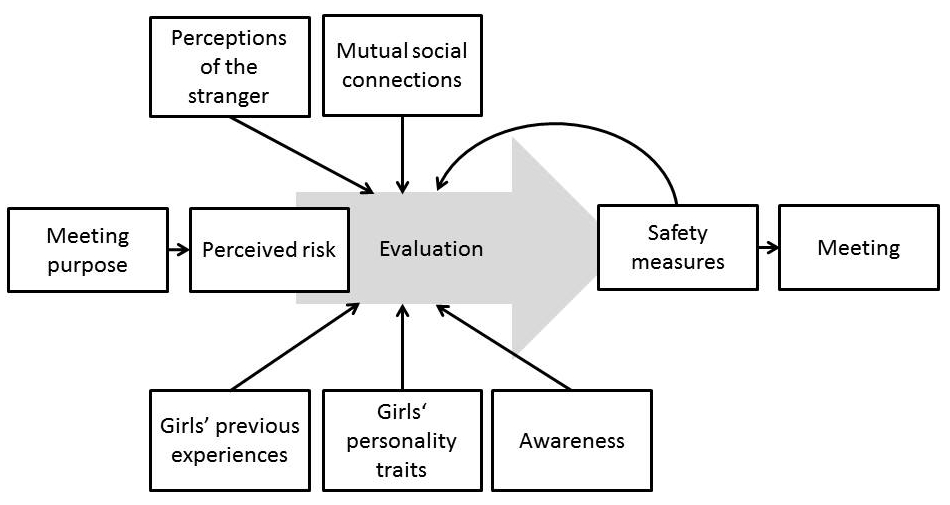 Perceptions
of the
stranger
Mutual social
connections
Meeting
purpose
Perceived risk
Evaluation
Safety
measures
Meeting
Girls’ previous
experiences
Girls‘
personality
traits
Awareness